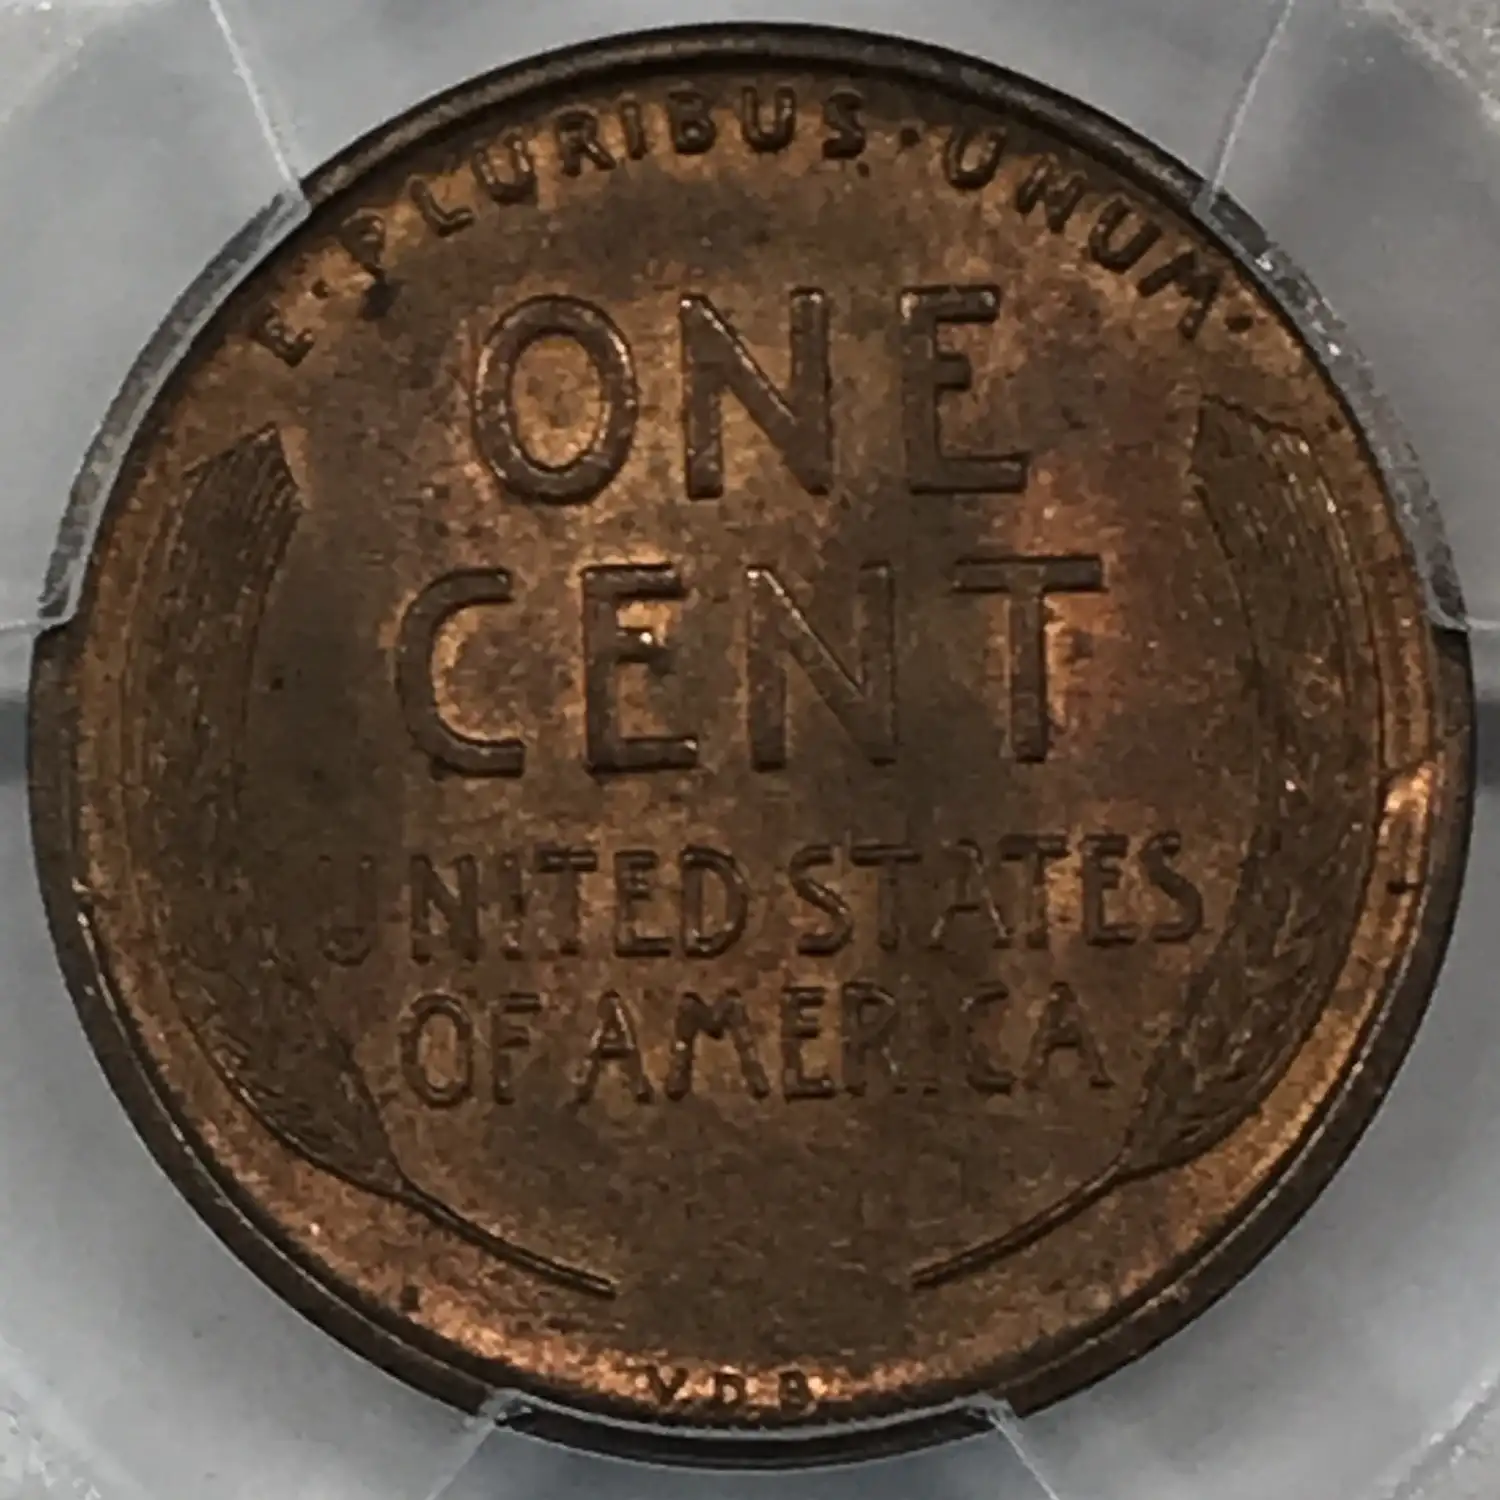 E · PLURIBUS · UNUM ·
ONE
CENT
UNITED STATES
OF AMERICA
V D B